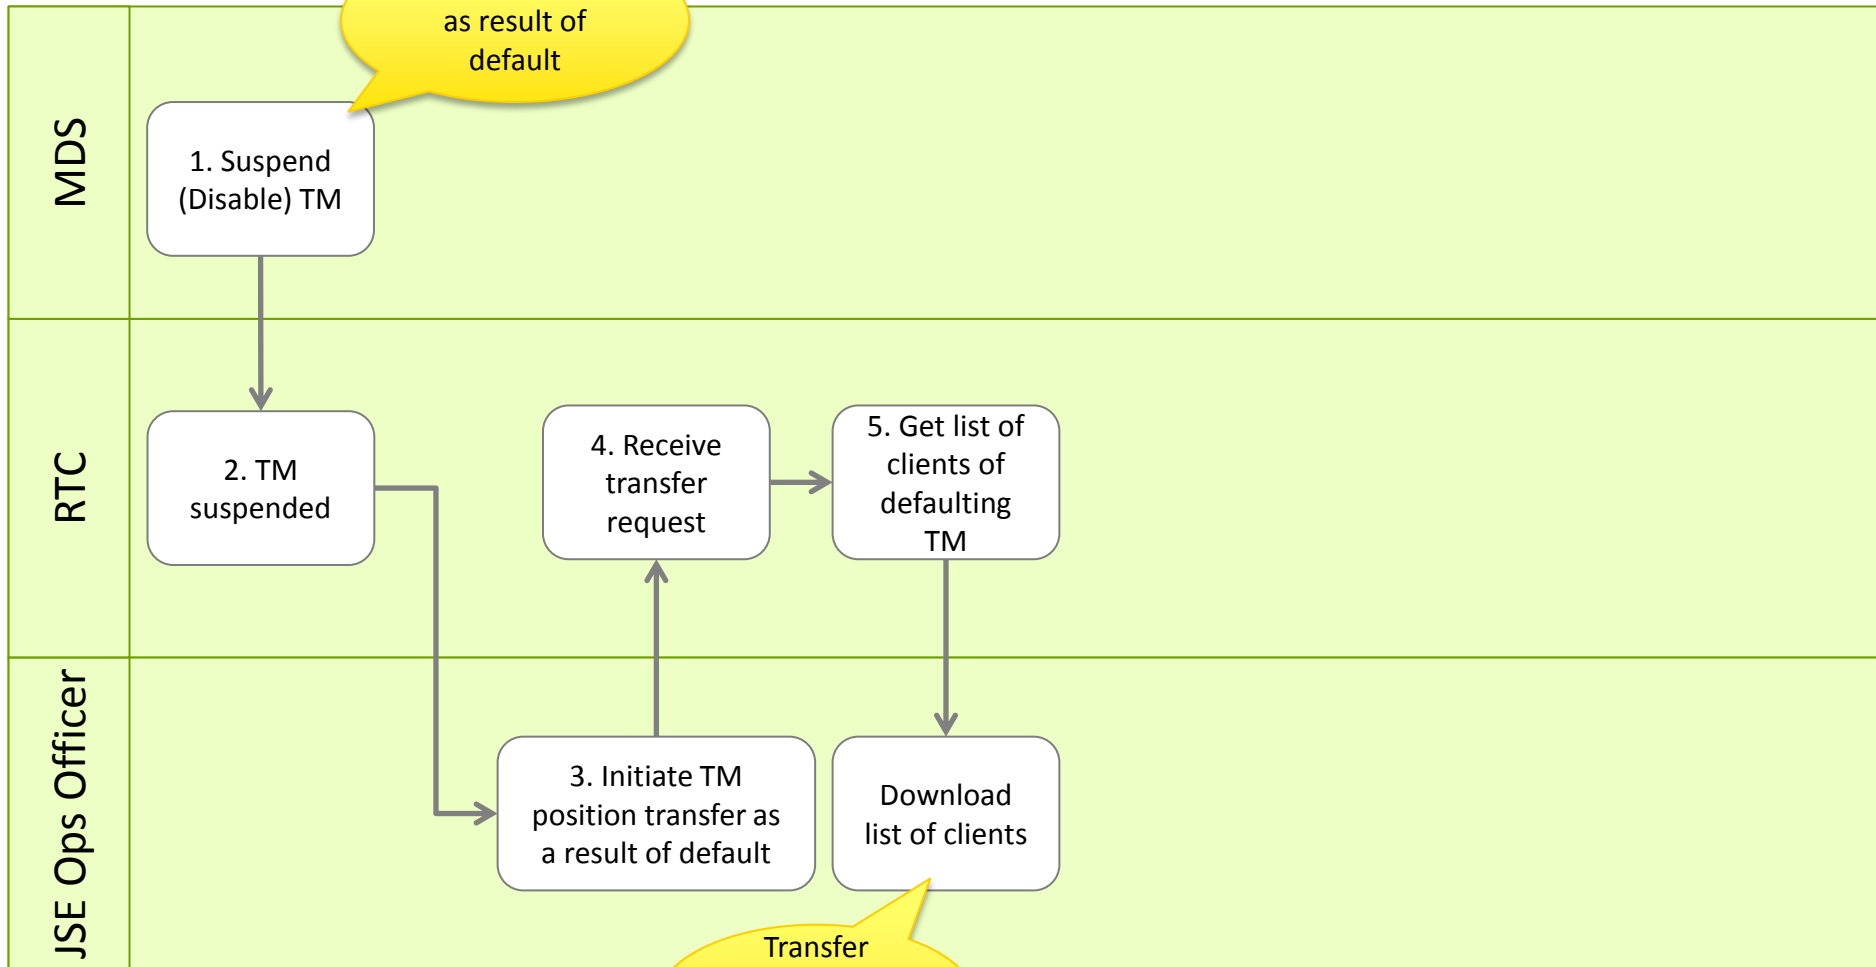 as result of
default
MDS
1. Suspend
(Disable) TM
RTC
2. TM
suspended
4. Receive
transfer
request
5. Get list of
clients of
defaulting
TM
JSE Ops Officer
3. Initiate TM
position transfer as
a result of default
Download
list of clients
Transfer